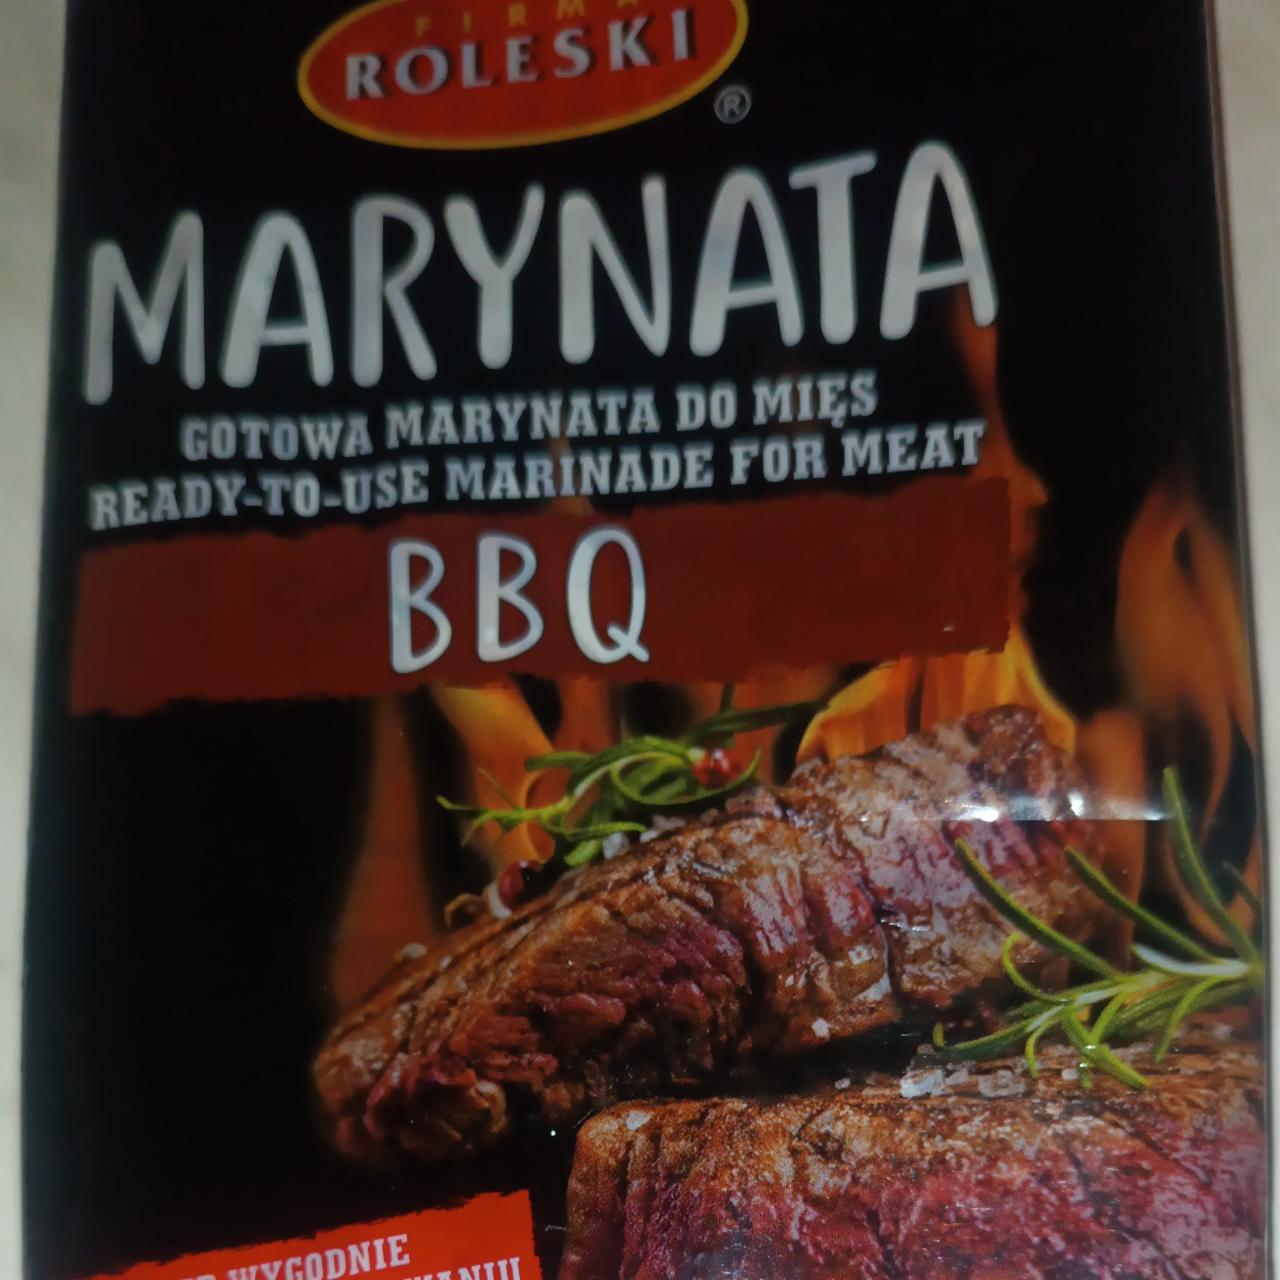 FIRMA
ROLESKI
®
MARYNATA
GOTOWA MARYNATA DO MIĘS
READY-TO-USE MARINADE FOR MEAT
BBQ
WYGODNIE